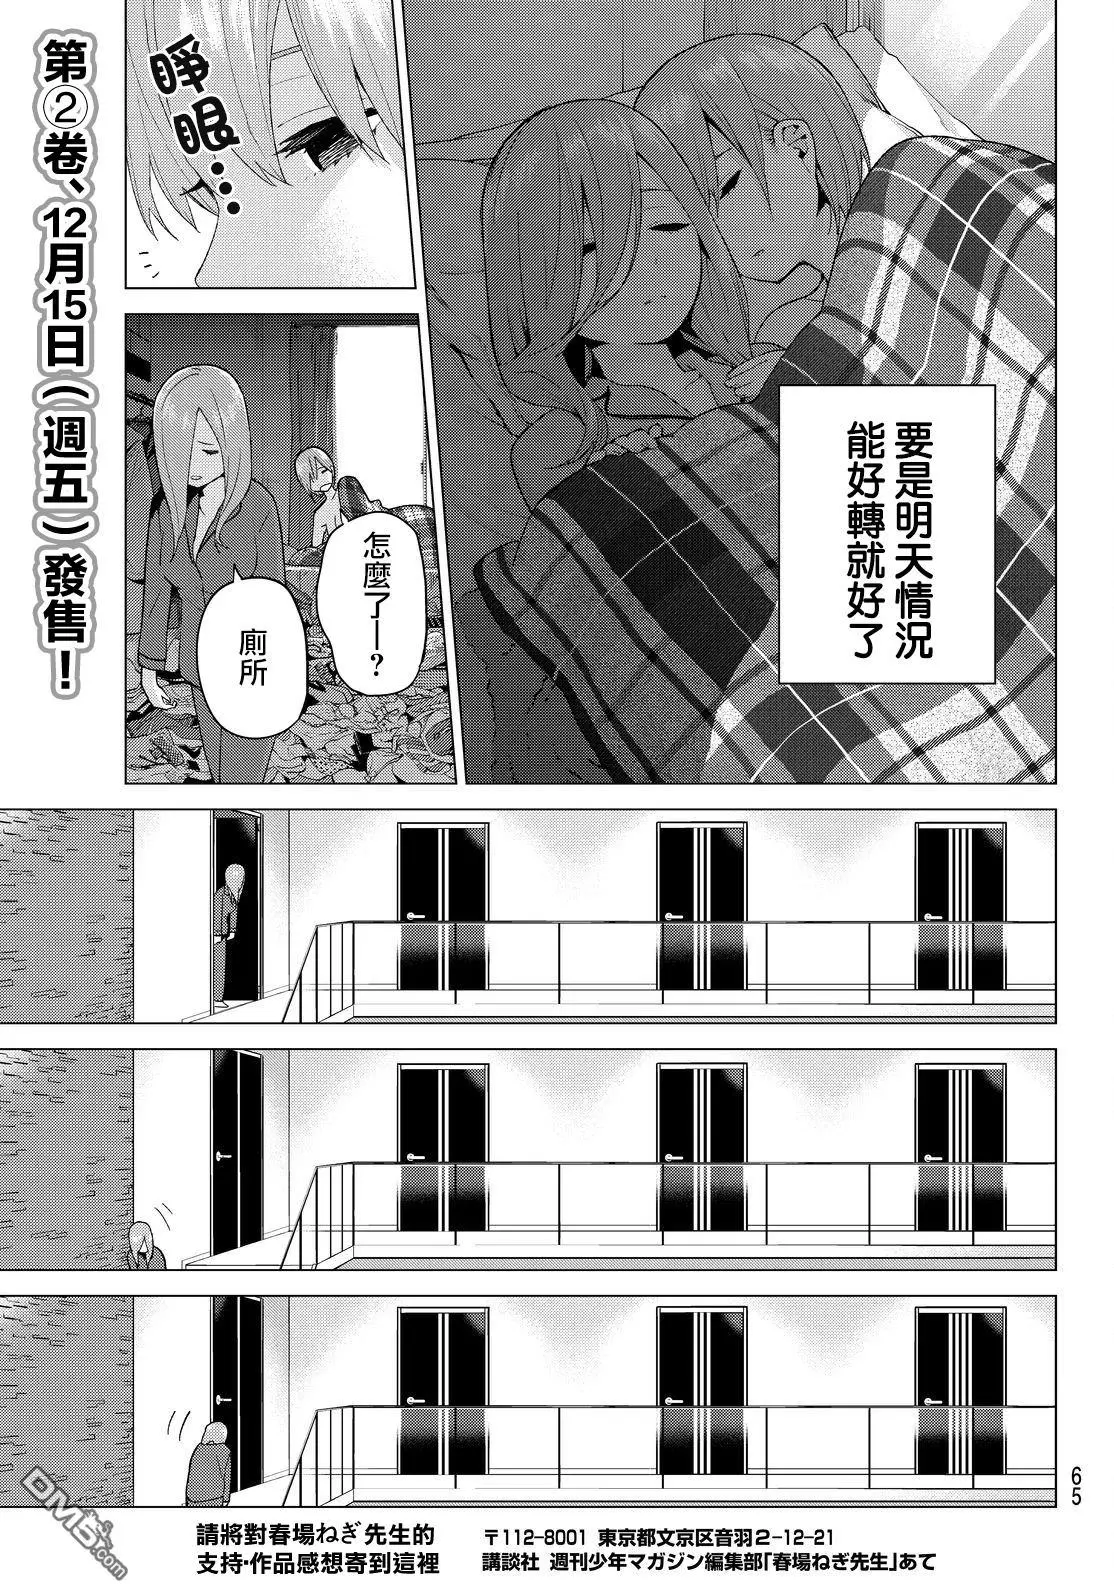 要是明天情況
能好轉就好了
睜眼…
怎麼了—?
廁所
第②卷、12月15日(週五)發售!
65
請將對春場ねぎ先生的
支持・作品感想寄到這裡
〒112-8001 東京都文京区音羽2-12-21
講談社 週刊少年マガジン編集部「春場ねぎ先生」あて